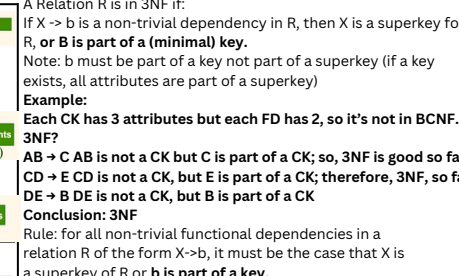 A Relation R is in 3NF if:
If X -> b is a non-trivial dependency in R, then X is a superkey fo
R, or B is part of a (minimal) key.
Note: b must be part of a key not part of a superkey (if a key
exists, all attributes are part of a superkey)
Example:
Each CK has 3 attributes but each FD has 2, so it's not in BCNF.
3NF?
nts
AB → C AB is not a CK but C is part of a CK; so, 3NF is good so fa
)
CD → E CD is not a CK, but E is part of a CK; therefore, 3NF, so fa
DE → B DE is not a CK, but B is part of a CK
s
Conclusion: 3NF
Rule: for all non-trivial functional dependencies in a
relation R of the form X->b, it must be the case that X is
a superkey of R or b is part of a key.